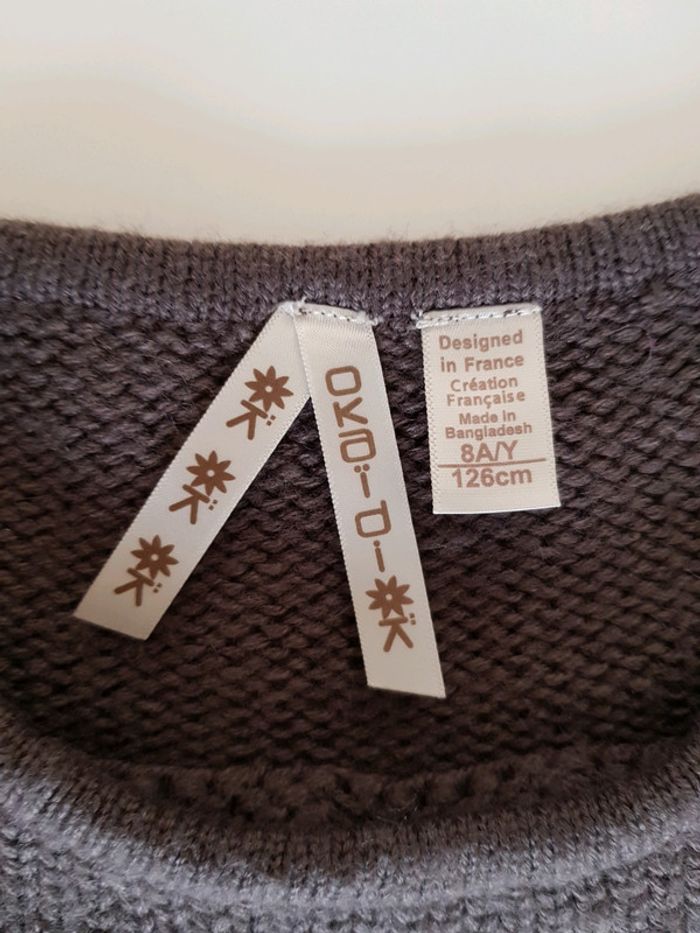 K̈
K̈
K̈
OKaïdi
K̈
Designed
in France
Création
Française
Made in
Bangladesh
8A/Y
126cm